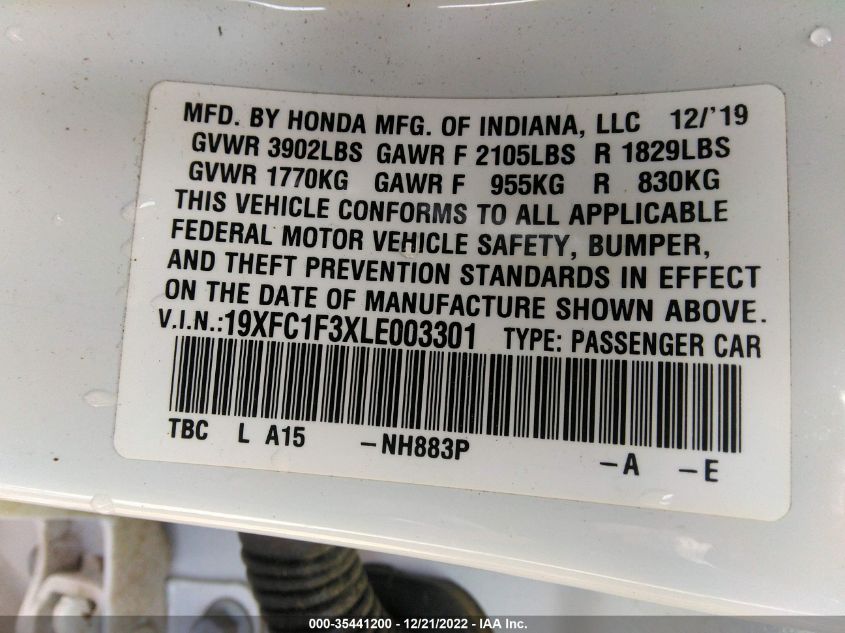 MFD. BY HONDA MFG. OF INDIANA, LLC 12/'19
GVWR 3902LBS GAWR F 2105LBS R 1829LBS
GVWR 1770KG GAWR F 955KG R 830KG
THIS VEHICLE CONFORMS TO ALL APPLICABLE
FEDERAL MOTOR VEHICLE SAFETY, BUMPER,
AND THEFT PREVENTION STANDARDS IN EFFECT
ON THE DATE OF MANUFACTURE SHOWN ABOVE.
V.I.N.:19XFC1F3XLE003301 TYPE: PASSENGER CAR
TBC L A15 –NH883P –A –E
000-35441200 - 12/21/2022 - IAA Inc.